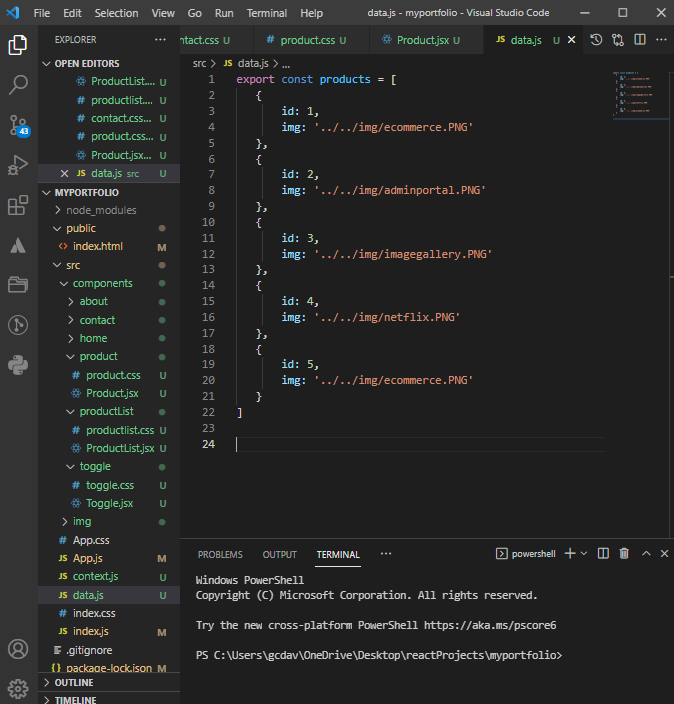 File Edit Selection View Go Run Terminal Help data.js - myportfolio - Visual Studio Code
EXPLORER ...
ntact.css U # product.css U Product.jsx U JS data.js U
OPEN EDITORS
ProductList.... U
# productlist.... U
# contact.css... U
# product.css... U
Product.jsx... U
JS data.js src U
43
MYPORTFOLIO
node_modules
public
<> index.html M
src
components
about
contact
home
product
# product.css U
Product.jsx U
productList
# productlist.css U
ProductList.jsx U
toggle
# toggle.css U
Toggle.jsx U
img
# App.css
JS App.js M
JS context.js U
JS data.js U
# index.css
JS index.js M
.gitignore
{} package-lock.json M
OUTLINE
TIMELINE
src > JS data.js > ...
1 export const products = [
2 {
3 id: 1,
4 img: '../../img/ecommerce.PNG'
5 },
6 {
7 id: 2,
8 img: '../../img/adminportal.PNG'
9 },
10 {
11 id: 3,
12 img: '../../img/imagegallery.PNG'
13 },
14 {
15 id: 4,
16 img: '../../img/netflix.PNG'
17 },
18 {
19 id: 5,
20 img: '../../img/ecommerce.PNG'
21 }
22 ]
23
24
PROBLEMS OUTPUT TERMINAL ... powershell
Windows PowerShell
Copyright (C) Microsoft Corporation. All rights reserved.
Try the new cross-platform PowerShell https://aka.ms/pscore6
PS C:\Users\gcdav\OneDrive\Desktop\reactProjects\myportfolio>